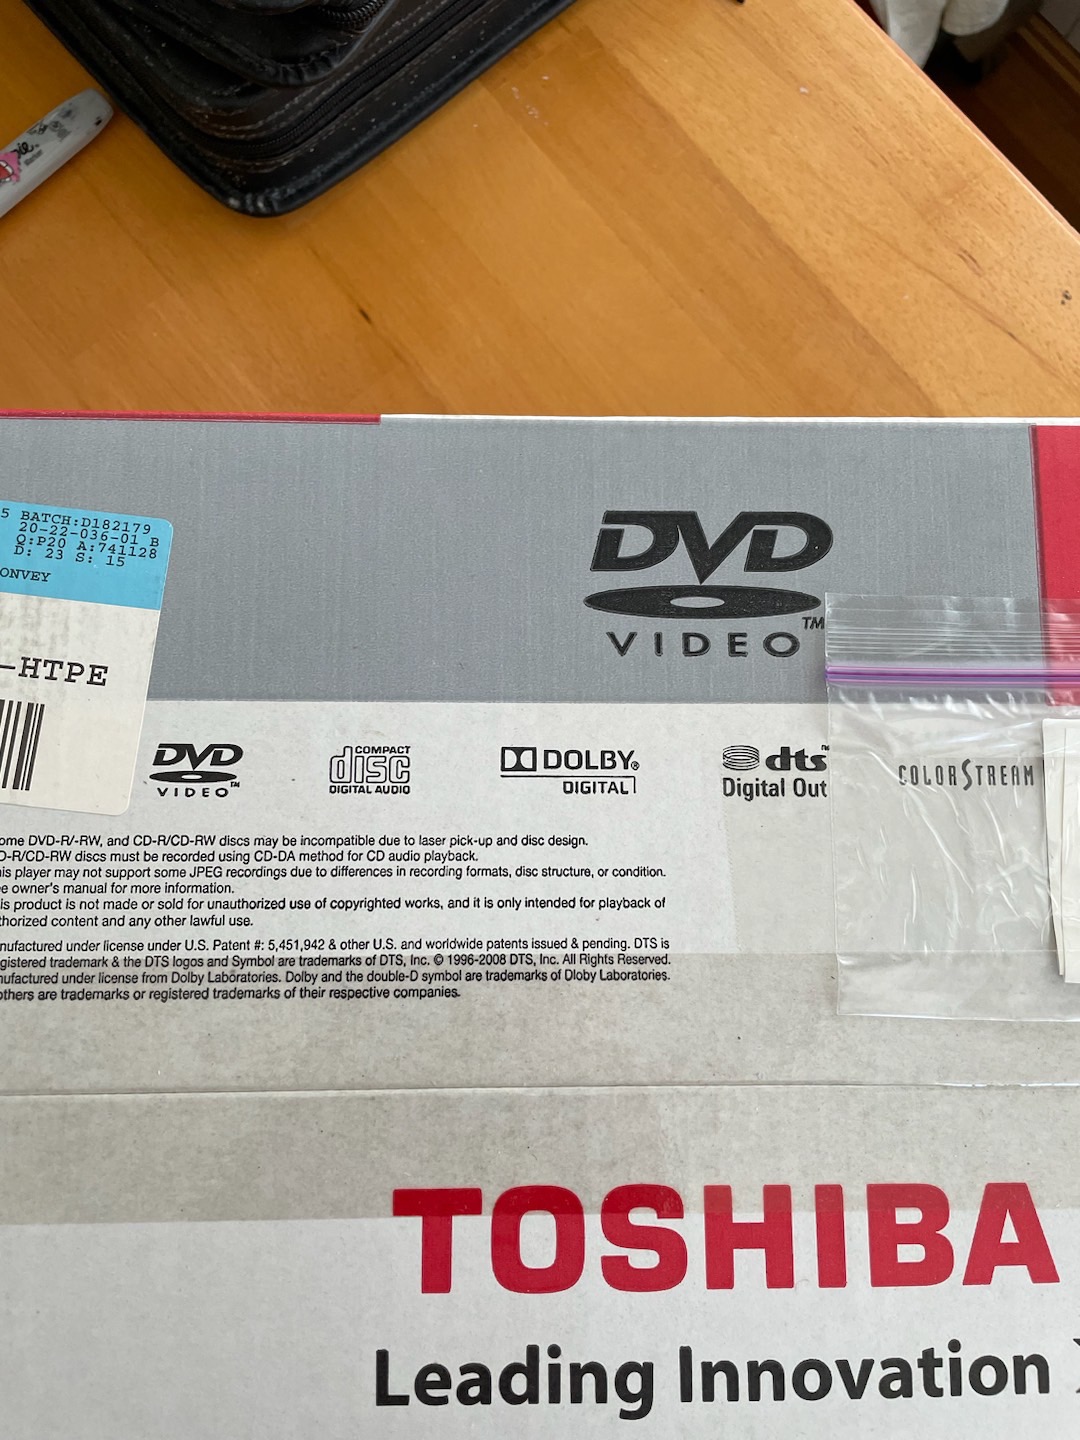 5 BATCH:D182179
20-22-036-01 B
Q:P20 A:741128
D: 23 S: 15
ONVEY
-HTPE
DVD
VIDEO
TM
DVD
VIDEO
TM
COMPACT
disc
DIGITAL AUDIO
DOLBY®
DIGITAL
dts
Digital Out
COLORSTREAM
ome DVD-R/-RW, and CD-R/CD-RW discs may be incompatible due to laser pick-up and disc design.
D-R/CD-RW discs must be recorded using CD-DA method for CD audio playback.
is player may not support some JPEG recordings due to differences in recording formats, disc structure, or condition.
e owner's manual for more information.
is product is not made or sold for unauthorized use of copyrighted works, and it is only intended for playback of
thorized content and any other lawful use.
nufactured under license under U.S. Patent #: 5,451,942 & other U.S. and worldwide patents issued & pending. DTS is
gistered trademark & the DTS logos and Symbol are trademarks of DTS, Inc. © 1996-2008 DTS, Inc. All Rights Reserved.
nufactured under license from Dolby Laboratories. Dolby and the double-D symbol are trademarks of Dloby Laboratories.
others are trademarks or registered trademarks of their respective companies.
TOSHIBA
Leading Innovation